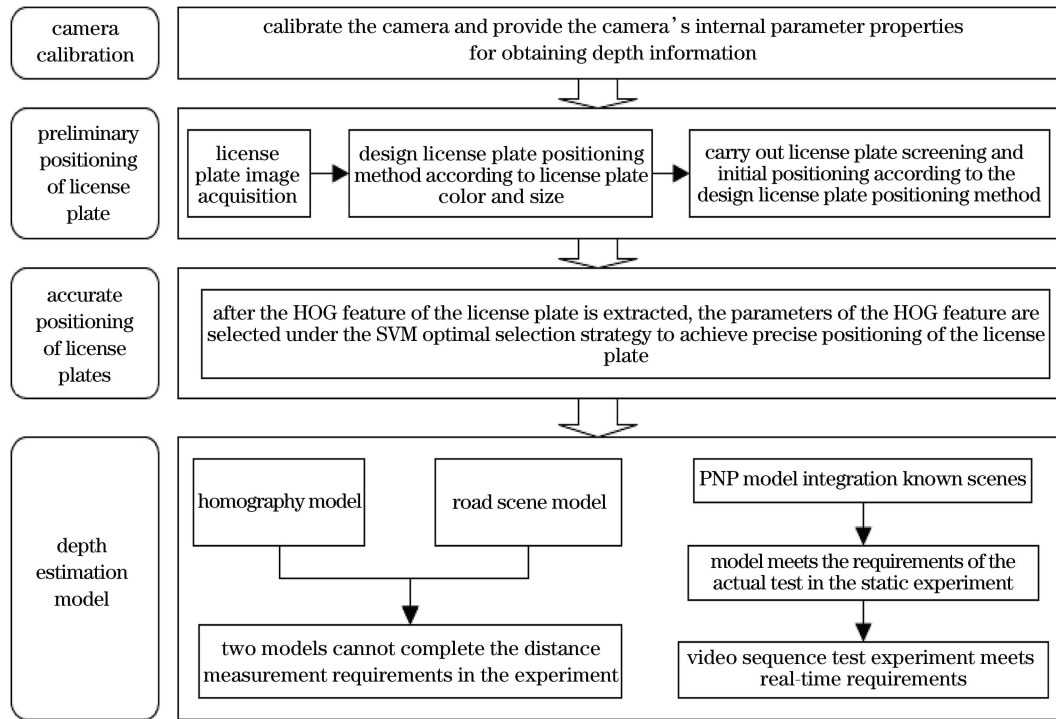 camera
calibration
calibrate the camera and provide the camera's internal parameter properties
for obtaining depth information
preliminary
positioning
of license
plate
license
plate image
acquisition
design license plate positioning
method according to license plate
color and size
carry out license plate screening and
initial positioning according to the
design license plate positioning method
accurate
positioning
of license
plates
after the HOG feature of the license plate is extracted, the parameters of the HOG feature are
selected under the SVM optimal selection strategy to achieve precise positioning of the license
plate
depth
estimation
model
homography model
road scene model
two models cannot complete the distance
measurement requirements in the experiment
PNP model integration known scenes
model meets the requirements of the
actual test in the static experiment
video sequence test experiment meets
real-time requirements